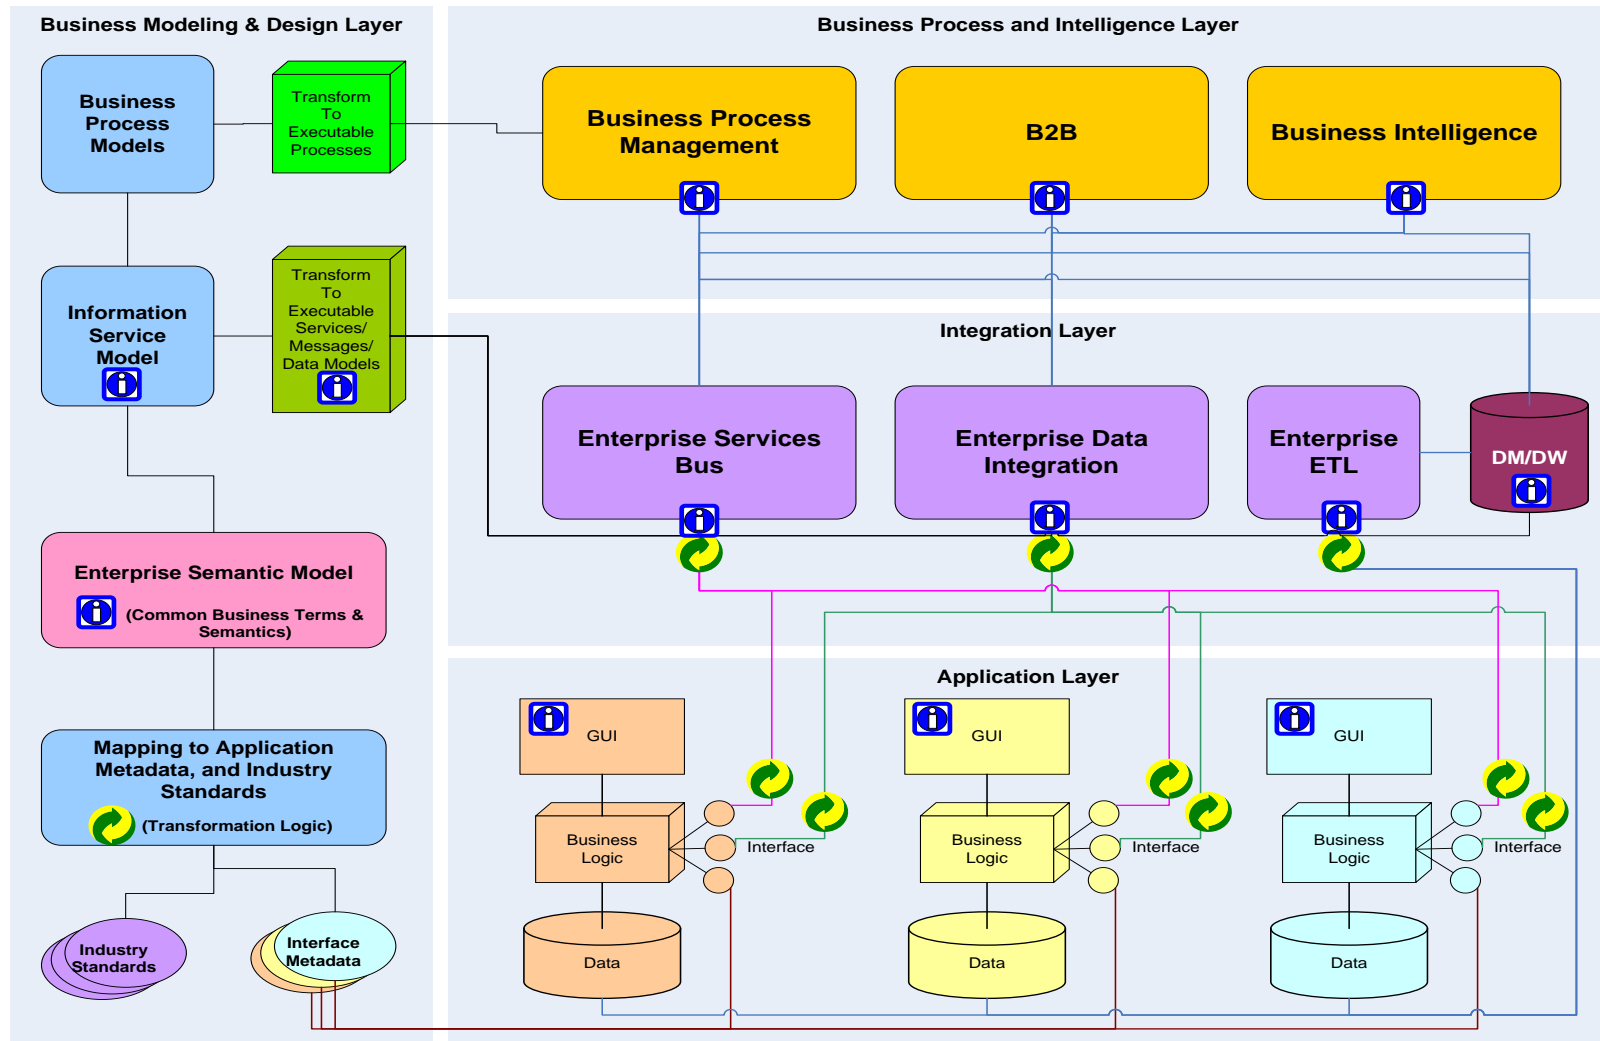 Business Modeling & Design Layer
Business
Process
Models
Transform
To
Executable
Processes
Information
Service
Model
Transform
To
Executable
Services/
Messages/
Data Models
Enterprise Semantic Model
(Common Business Terms &
Semantics)
Mapping to Application
Metadata, and Industry
Standards
(Transformation Logic)
Industry
Standards
Interface
Metadata
Business Process and Intelligence Layer
Business Process
Management
B2B
Business Intelligence
Integration Layer
Enterprise Services
Bus
Enterprise Data
Integration
Enterprise
ETL
DM/DW
Application Layer
GUI
Business
Logic
Interface
Data
GUI
Business
Logic
Interface
Data
GUI
Business
Logic
Interface
Data